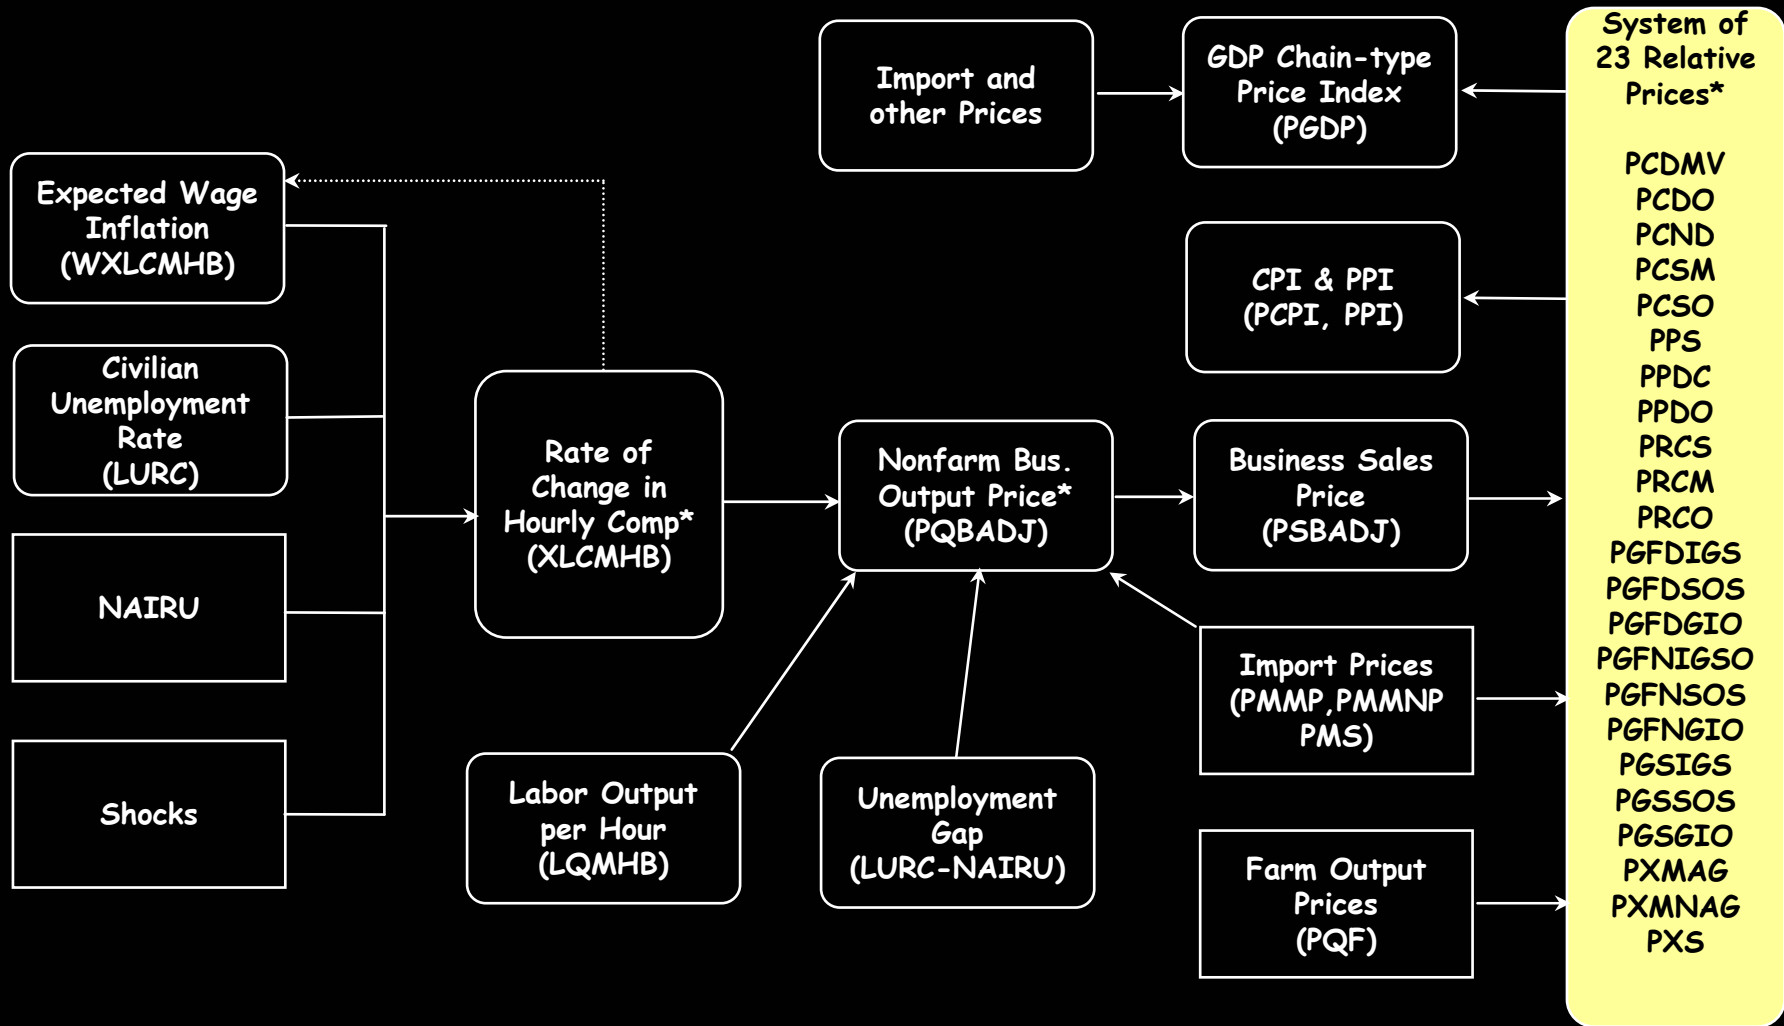 Import and
other Prices
GDP Chain-type
Price Index
(PGDP)
Expected Wage
Inflation
(WXLCMHB)
CPI & PPI
(PCPI, PPI)
Civilian
Unemployment
Rate
(LURC)
Rate of
Change in
Hourly Comp*
(XLCMHB)
Nonfarm Bus.
Output Price*
(PQBADJ)
Business Sales
Price
(PSBADJ)
NAIRU
Import Prices
(PMMP,PMMNP
PMS)
Shocks
Labor Output
per Hour
(LQMHB)
Unemployment
Gap
(LURC-NAIRU)
Farm Output
Prices
(PQF)
System of
23 Relative
Prices*
PCDMV
PCDO
PCND
PCSM
PCSO
PPS
PPDC
PPDO
PRCS
PRCM
PRCO
PGFDIGS
PGFDSOS
PGFDGIO
PGFNIGSO
PGFNSOS
PGFNGIO
PGSIGS
PGSSOS
PGSGIO
PXMAG
PXMNAG
PXS